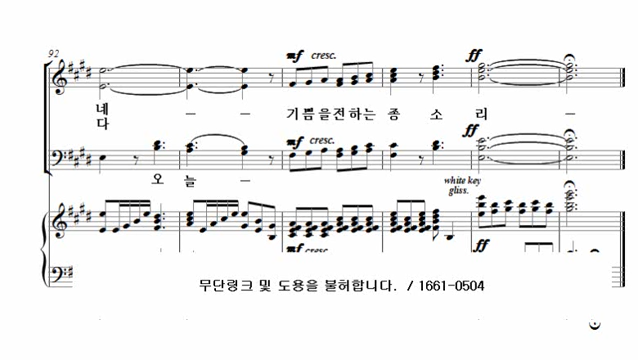 92
mf cresc. ff
네 - - 기쁨을전하는 종 소 리 -
다
mf cresc. ff
오 늘 -
white key
gliss.
mf cresc. ff
무단링크 및 도용을 불허합니다. / 1661-0504